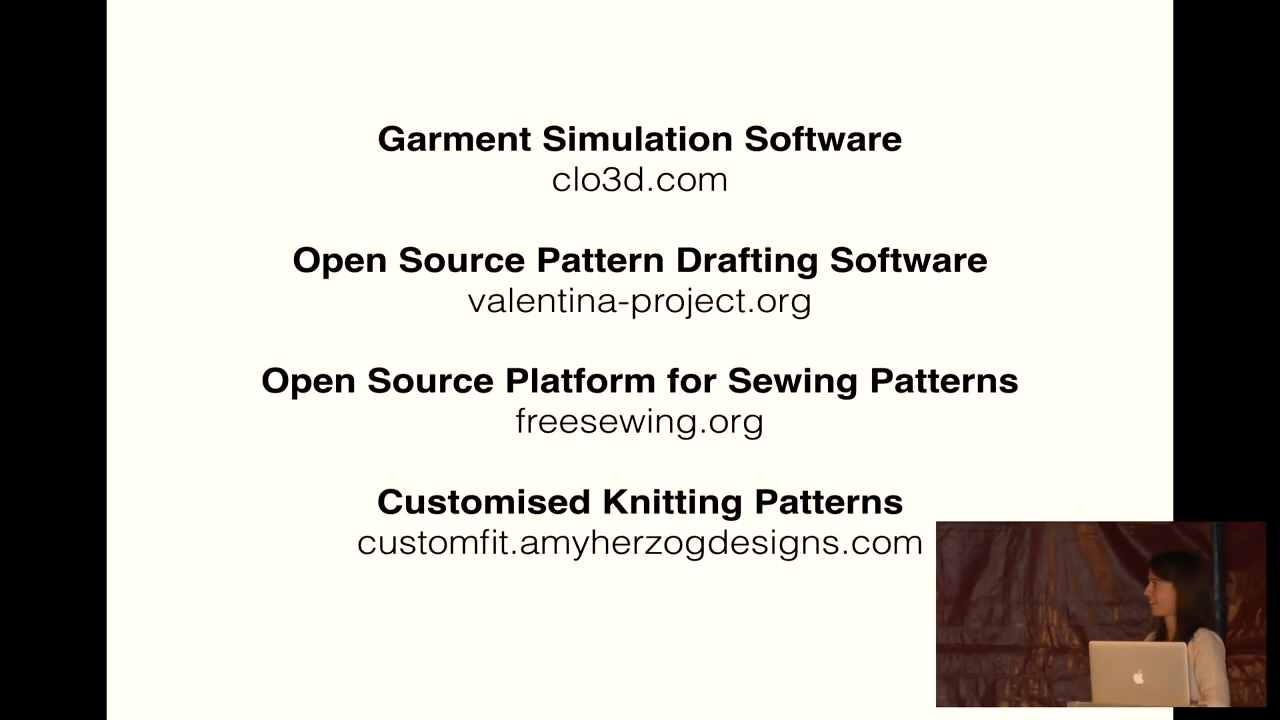 Garment Simulation Software
clo3d.com
Open Source Pattern Drafting Software
valentina-project.org
Open Source Platform for Sewing Patterns
freesewing.org
Customised Knitting Patterns
customfit.amyherzogdesigns.com